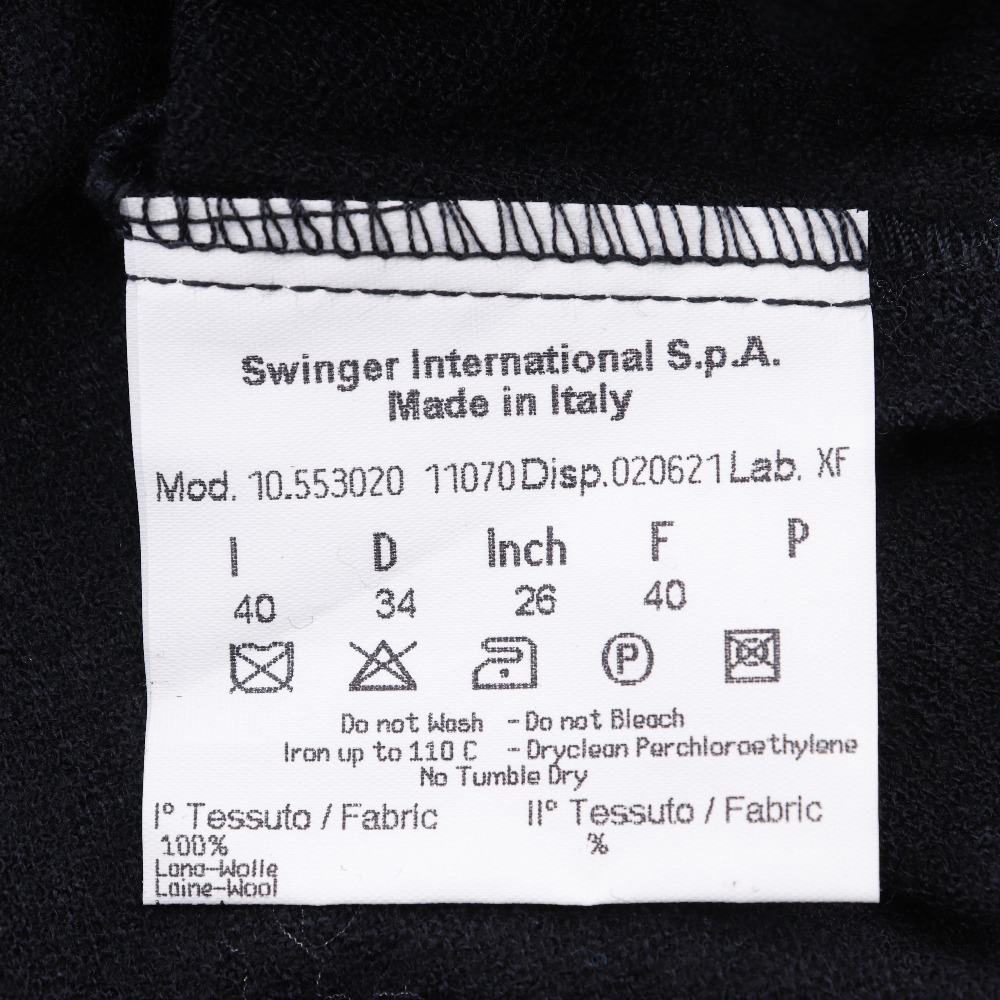 Swinger International S.p.A.
Made in Italy
Mod. 10.553020 11070 Disp. 020621 Lab. XF
I D Inch F P
40 34 26 40
P
Do not Wash - Do not Bleach
Iron up to 110 C - Dryclean Perchloroethylene
No Tumble Dry
I° Tessuto / Fabric II° Tessuto / Fabric
100% %
Lana-Wolle
Laine-Wool